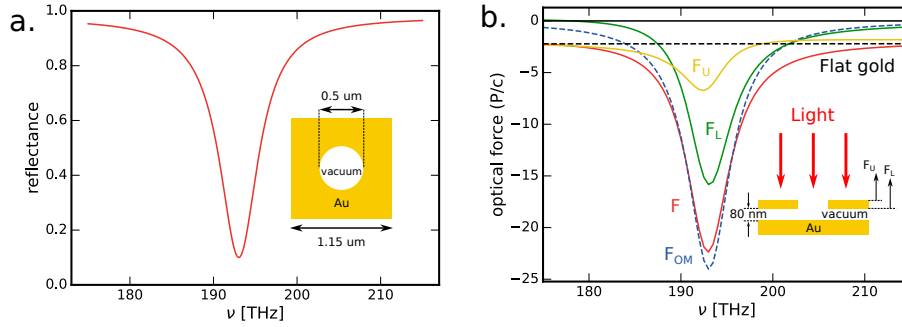 a.
1.0
0.8
0.6
0.4
0.2
0.0
reflectance
180
190
200
210
ν [THz]
0.5 um
vacuum
Au
1.15 um
b.
0
−5
−10
−15
−20
−25
optical force (P/c)
180
190
200
210
ν [THz]
F_U
F_L
F
F_OM
Flat gold
Light
F_U
F_L
80 nm
vacuum
Au